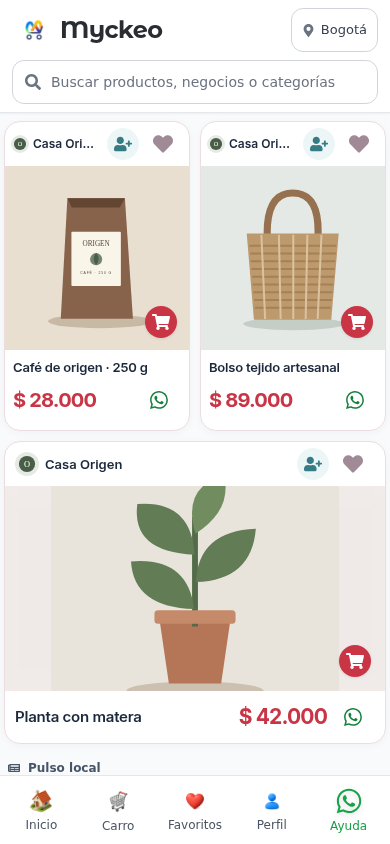 Myckeo
Bogotá
Buscar productos, negocios o categorías
Casa Ori...
Casa Ori...
ORIGEN
CAFÉ · 250 G
Café de origen · 250 g
Bolso tejido artesanal
$ 28.000
$ 89.000
Casa Origen
Planta con matera
$ 42.000
Pulso local
Inicio
Carro
Favoritos
Perfil
Ayuda